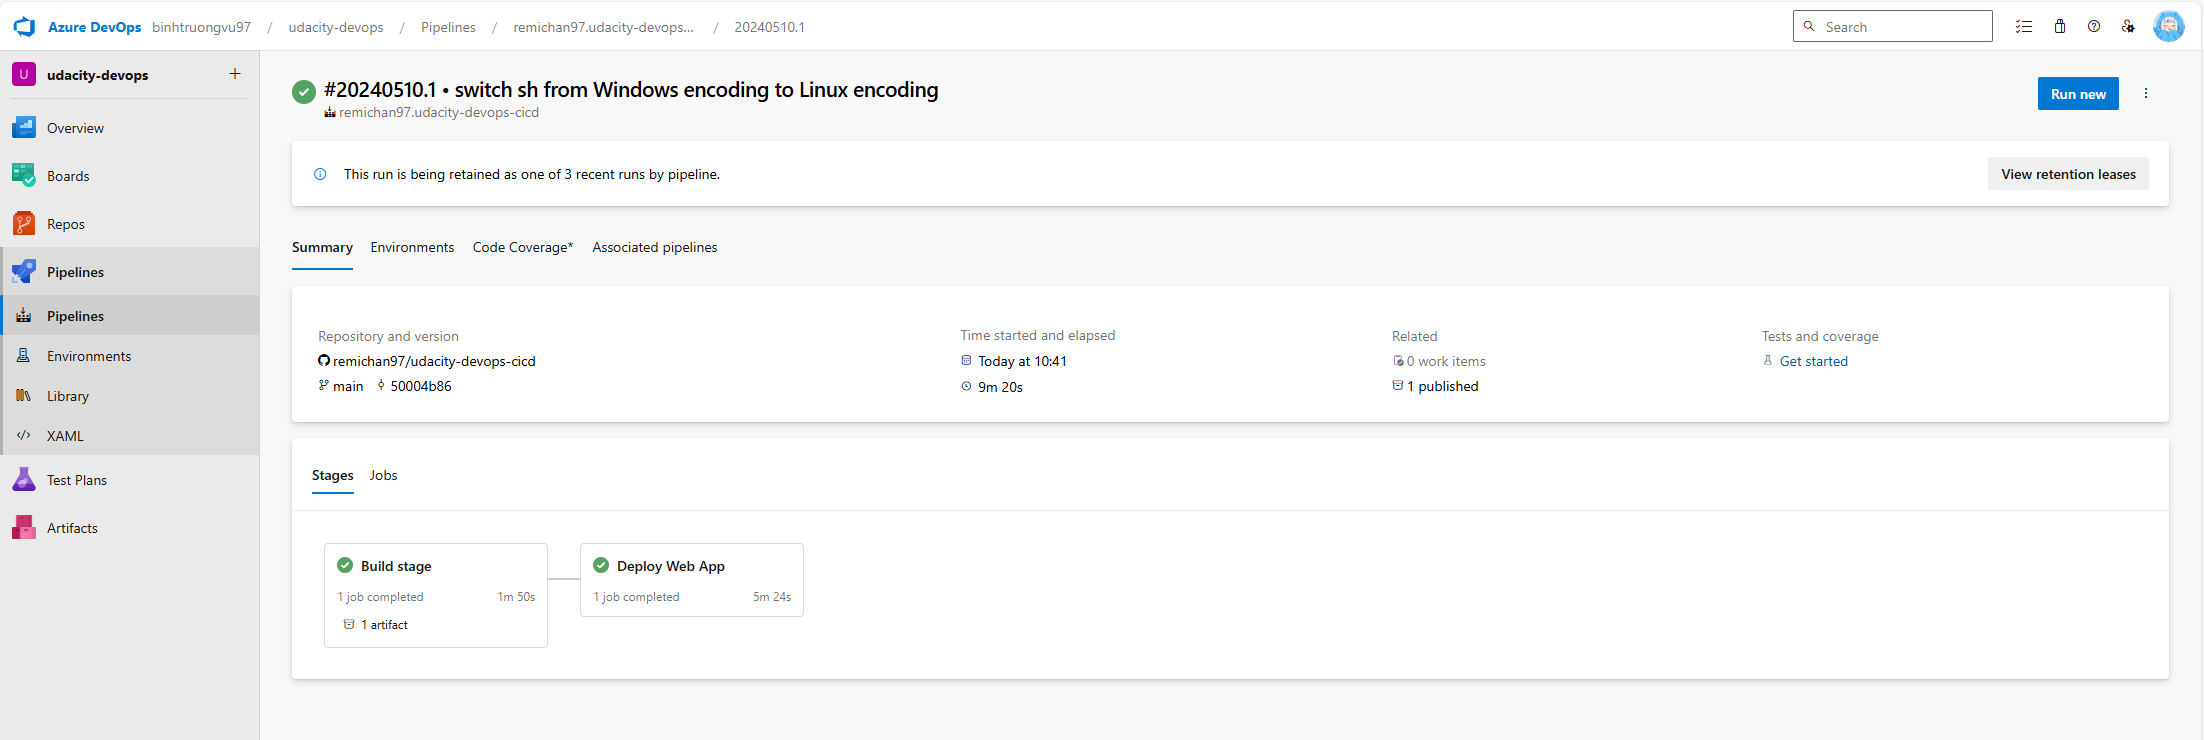 Azure DevOps binhtruongvu97 / udacity-devops / Pipelines / remichan97.udacity-devops... / 20240510.1
Search
U udacity-devops +
Overview
Boards
Repos
Pipelines
Pipelines
Environments
Library
XAML
Test Plans
Artifacts
#20240510.1 • switch sh from Windows encoding to Linux encoding
remichan97.udacity-devops-cicd
Run new
This run is being retained as one of 3 recent runs by pipeline.
View retention leases
Summary Environments Code Coverage* Associated pipelines
Repository and version
remichan97/udacity-devops-cicd
main 50004b86
Time started and elapsed
Today at 10:41
9m 20s
Related
0 work items
1 published
Tests and coverage
Get started
Stages Jobs
Build stage
1 job completed 1m 50s
1 artifact
Deploy Web App
1 job completed 5m 24s